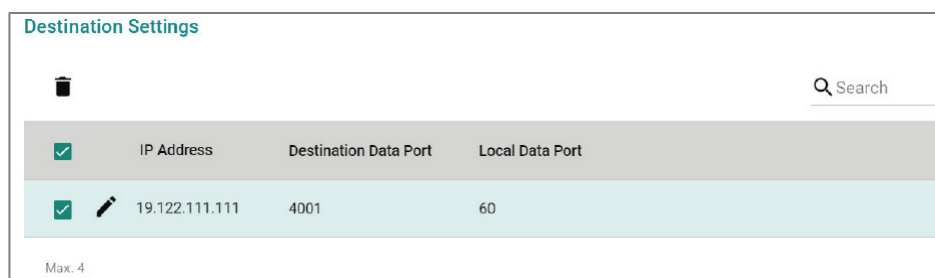 Destination Settings
Search
IP Address Destination Data Port Local Data Port
19.122.111.111 4001 60
Max. 4